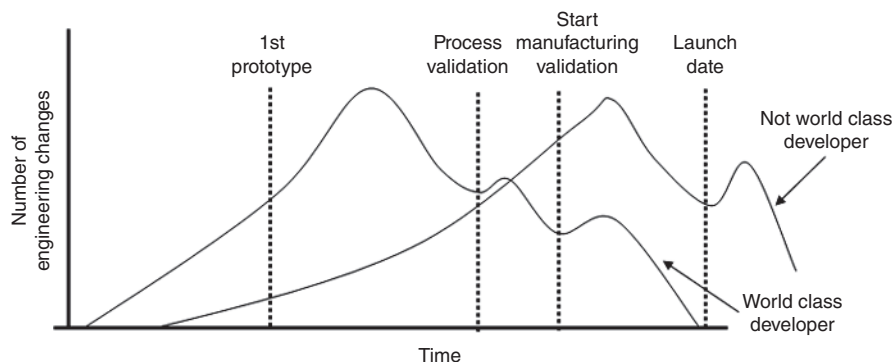 Start
1st
Process
manufacturing
Launch
prototype
validation
validation
date
Number of
engineering changes
Not world class
developer
World class
developer
Time